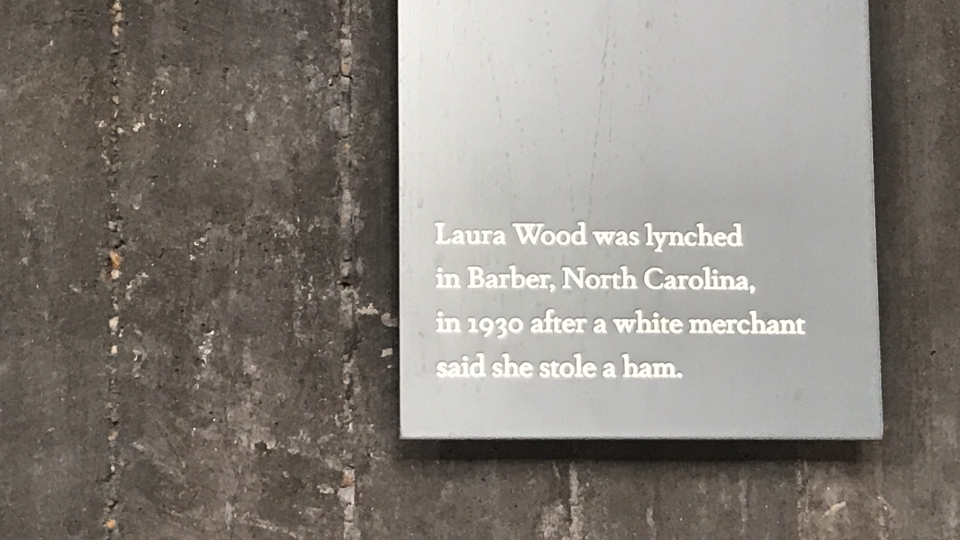 Laura Wood was lynched
in Barber, North Carolina,
in 1930 after a white merchant
said she stole a ham.